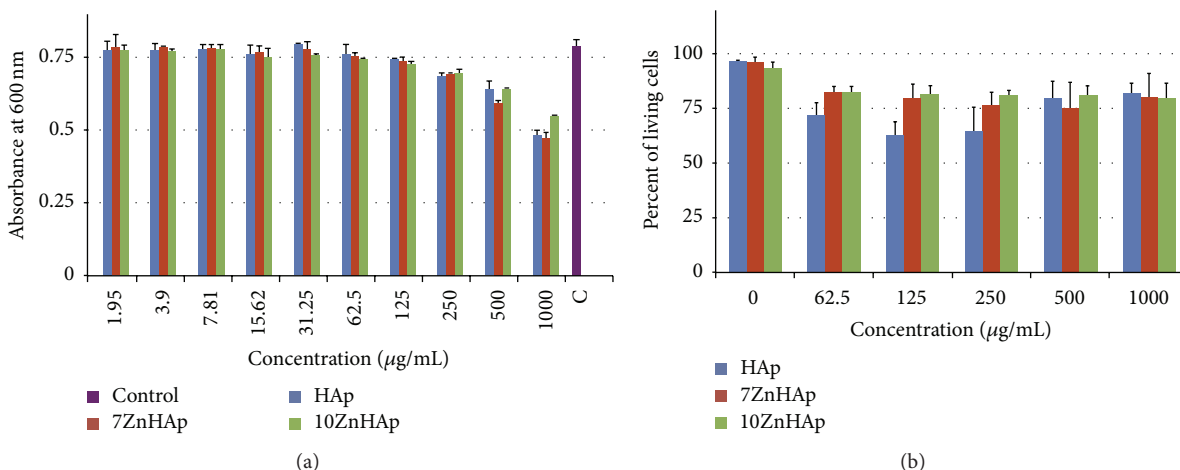 Absorbance at 600 nm
0.75
0.5
0.25
0
1.95
3.9
7.81
15.62
31.25
62.5
125
250
500
1000
C
Concentration (μg/mL)
Control
HAp
7ZnHAp
10ZnHAp
(a)
Percent of living cells
100
75
50
25
0
0
62.5
125
250
500
1000
Concentration (μg/mL)
HAp
7ZnHAp
10ZnHAp
(b)